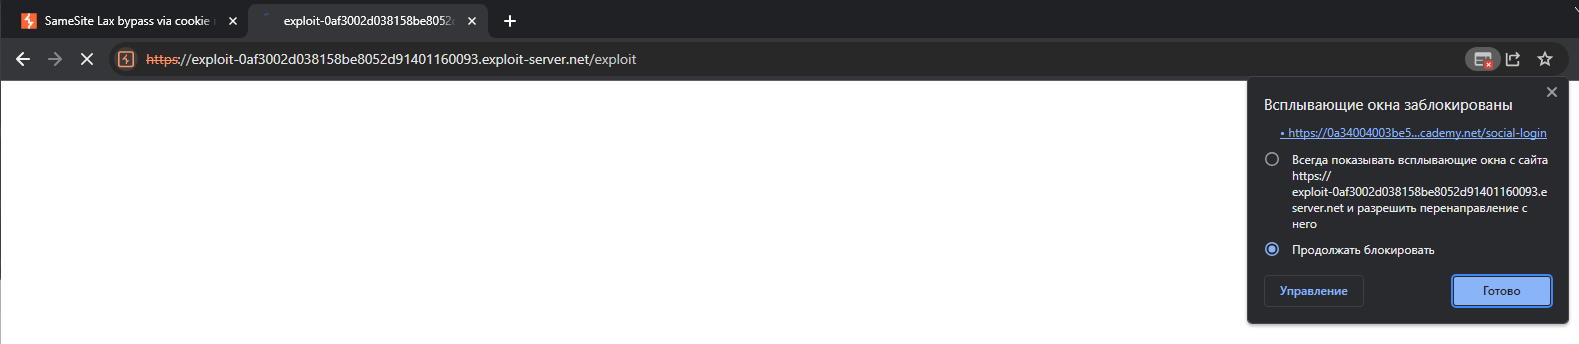 SameSite Lax bypass via cookie
exploit-0af3002d038158be8052
https://exploit-0af3002d038158be8052d91401160093.exploit-server.net/exploit
Всплывающие окна заблокированы
• https://0a34004003be5...cademy.net/social-login
Всегда показывать всплывающие окна с сайта
https://
exploit-0af3002d038158be8052d91401160093.e
server.net и разрешить перенаправление с
него
Продолжать блокировать
Управление
Готово